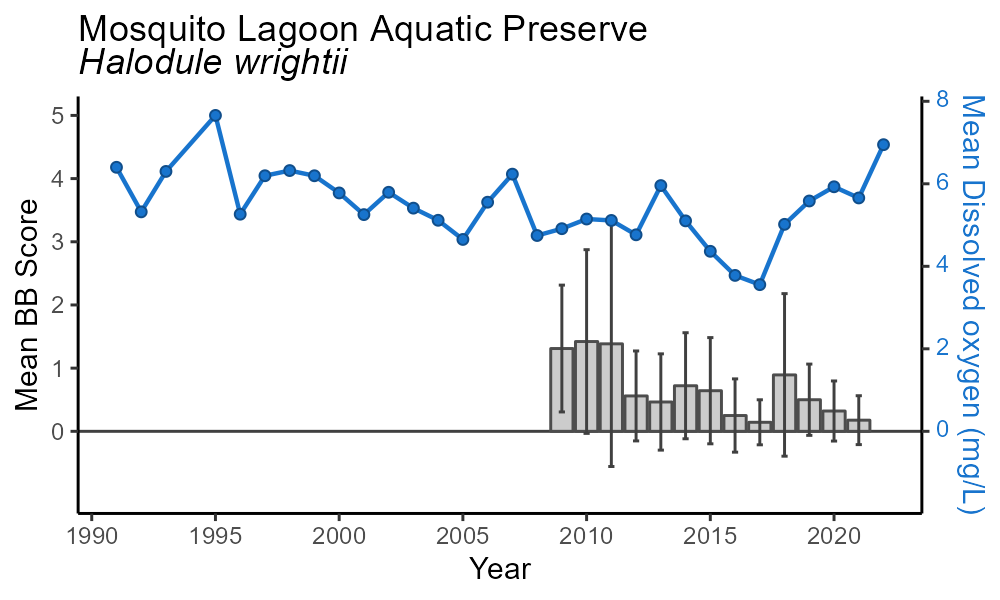 Mosquito Lagoon Aquatic Preserve
Halodule wrightii
Mean BB Score
5
4
3
2
1
0
8
6
4
2
0
Mean Dissolved oxygen (mg/L)
1990 1995 2000 2005 2010 2015 2020
Year